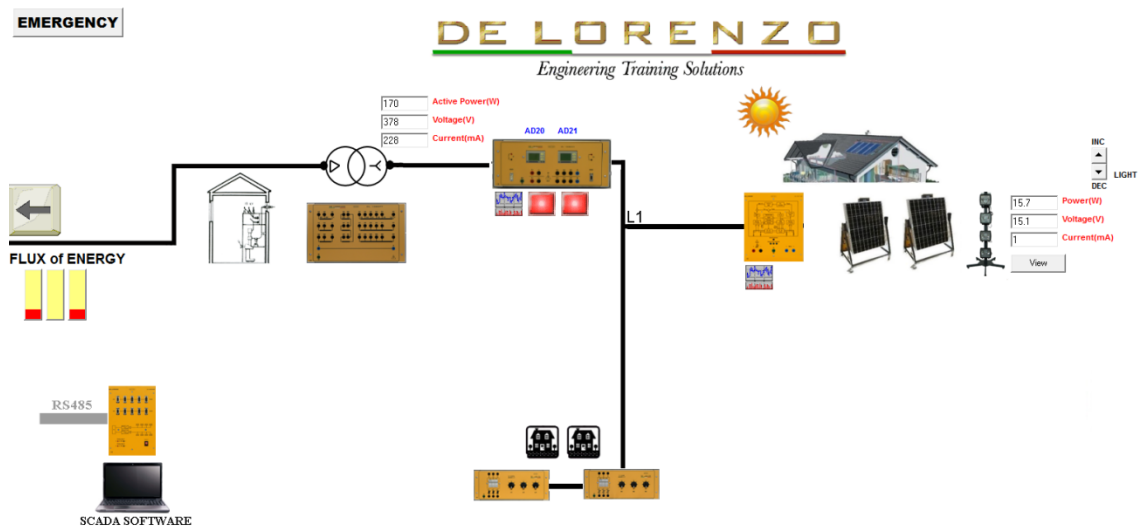 EMERGENCY
DE LORENZO
Engineering Training Solutions
170 Active Power(W)
378 Voltage(V)
228 Current(mA)
AD20 AD21
INC
LIGHT
DEC
L1
15.7 Power(W)
15.1 Voltage(V)
1 Current(mA)
View
FLUX of ENERGY
RS485
SCADA SOFTWARE